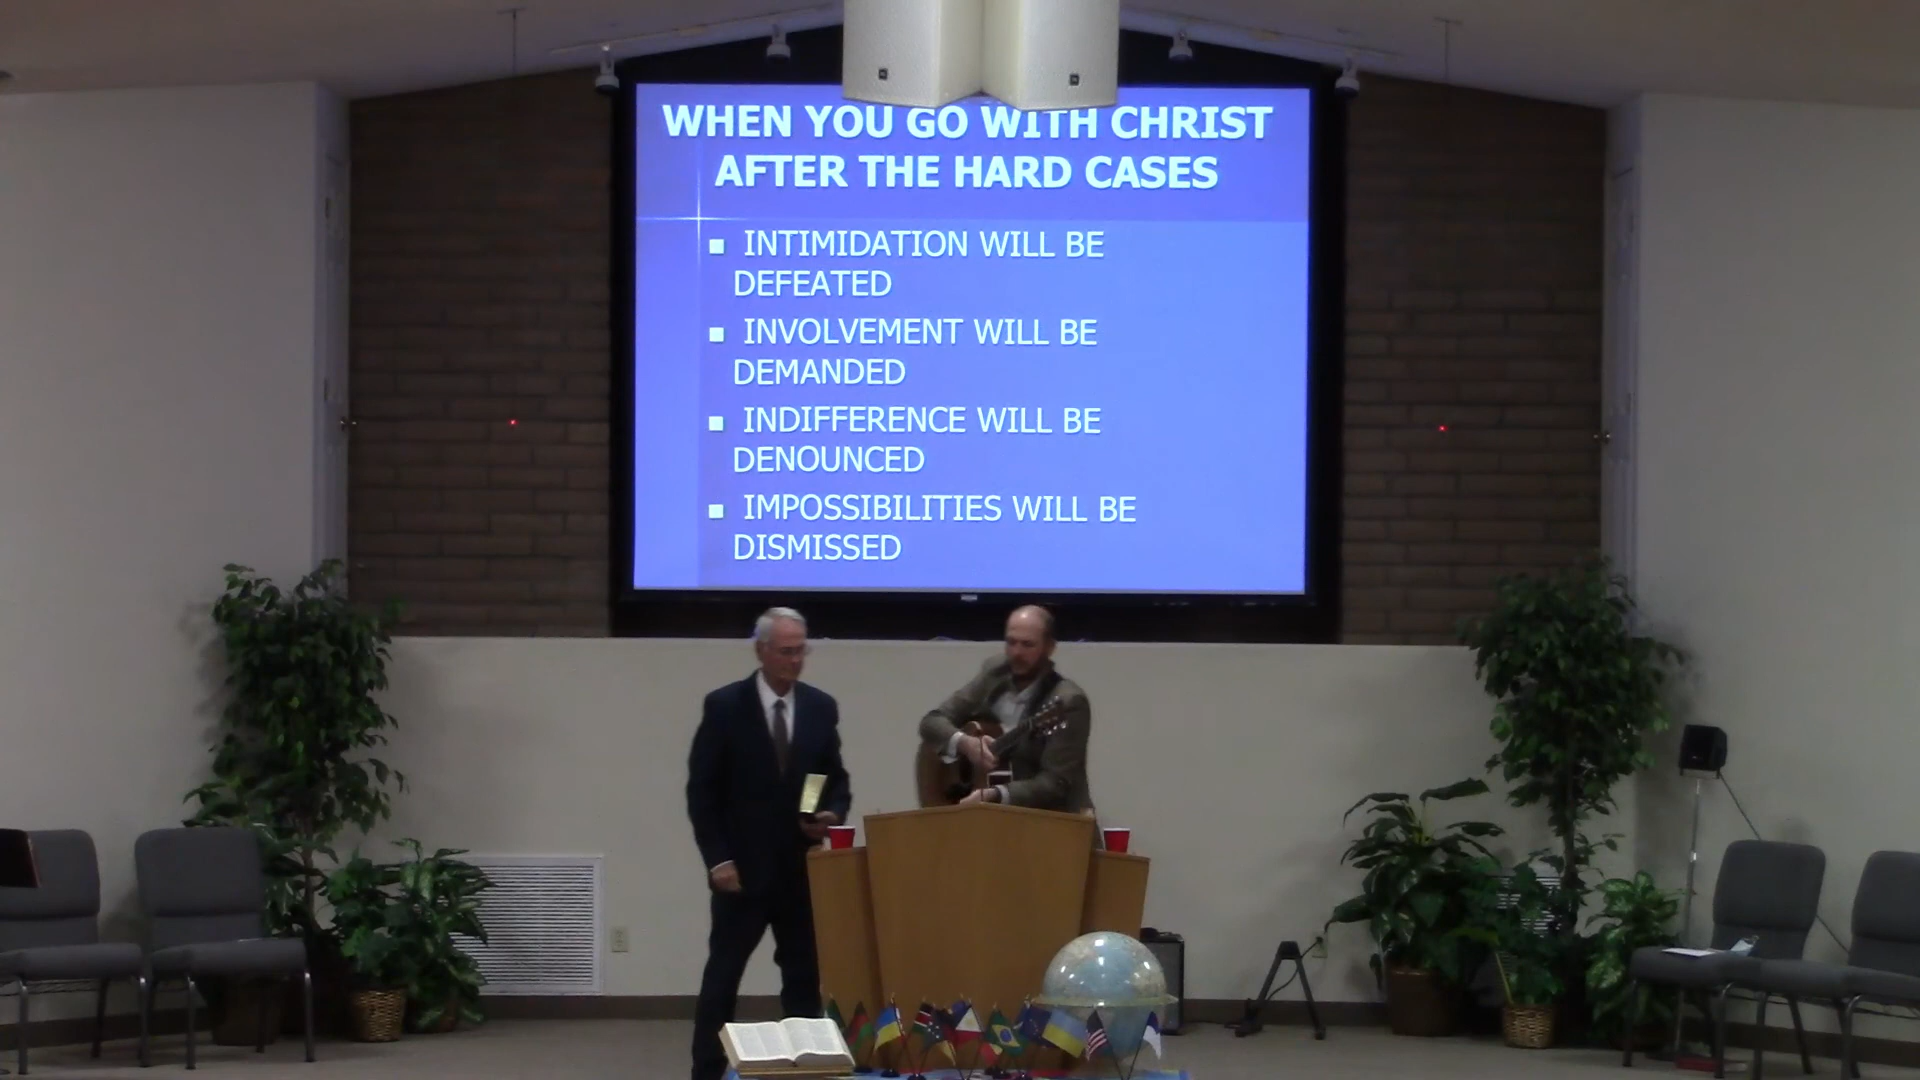 WHEN YOU GO WITH CHRIST
AFTER THE HARD CASES
■ INTIMIDATION WILL BE
DEFEATED
■ INVOLVEMENT WILL BE
DEMANDED
■ INDIFFERENCE WILL BE
DENOUNCED
■ IMPOSSIBILITIES WILL BE
DISMISSED